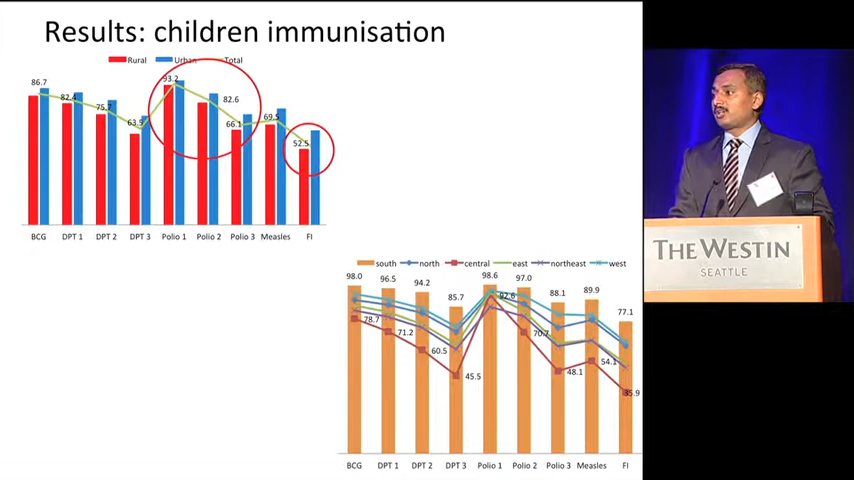 Results: children immunisation
Rural Urban Total
86.7
82.4
75.7
63.5
93.2
82.6
66.1
69.5
52.5
BCG DPT 1 DPT 2 DPT 3 Polio 1 Polio 2 Polio 3 Measles FI
THE WESTIN
SEATTLE
south north central east northeast west
98.0 96.5 94.2 85.7 98.6 97.0 88.1 89.9 77.1
78.7 71.2 60.5 45.5 92.6 70.7 48.1 54.1 35.9
BCG DPT 1 DPT 2 DPT 3 Polio 1 Polio 2 Polio 3 Measles FI